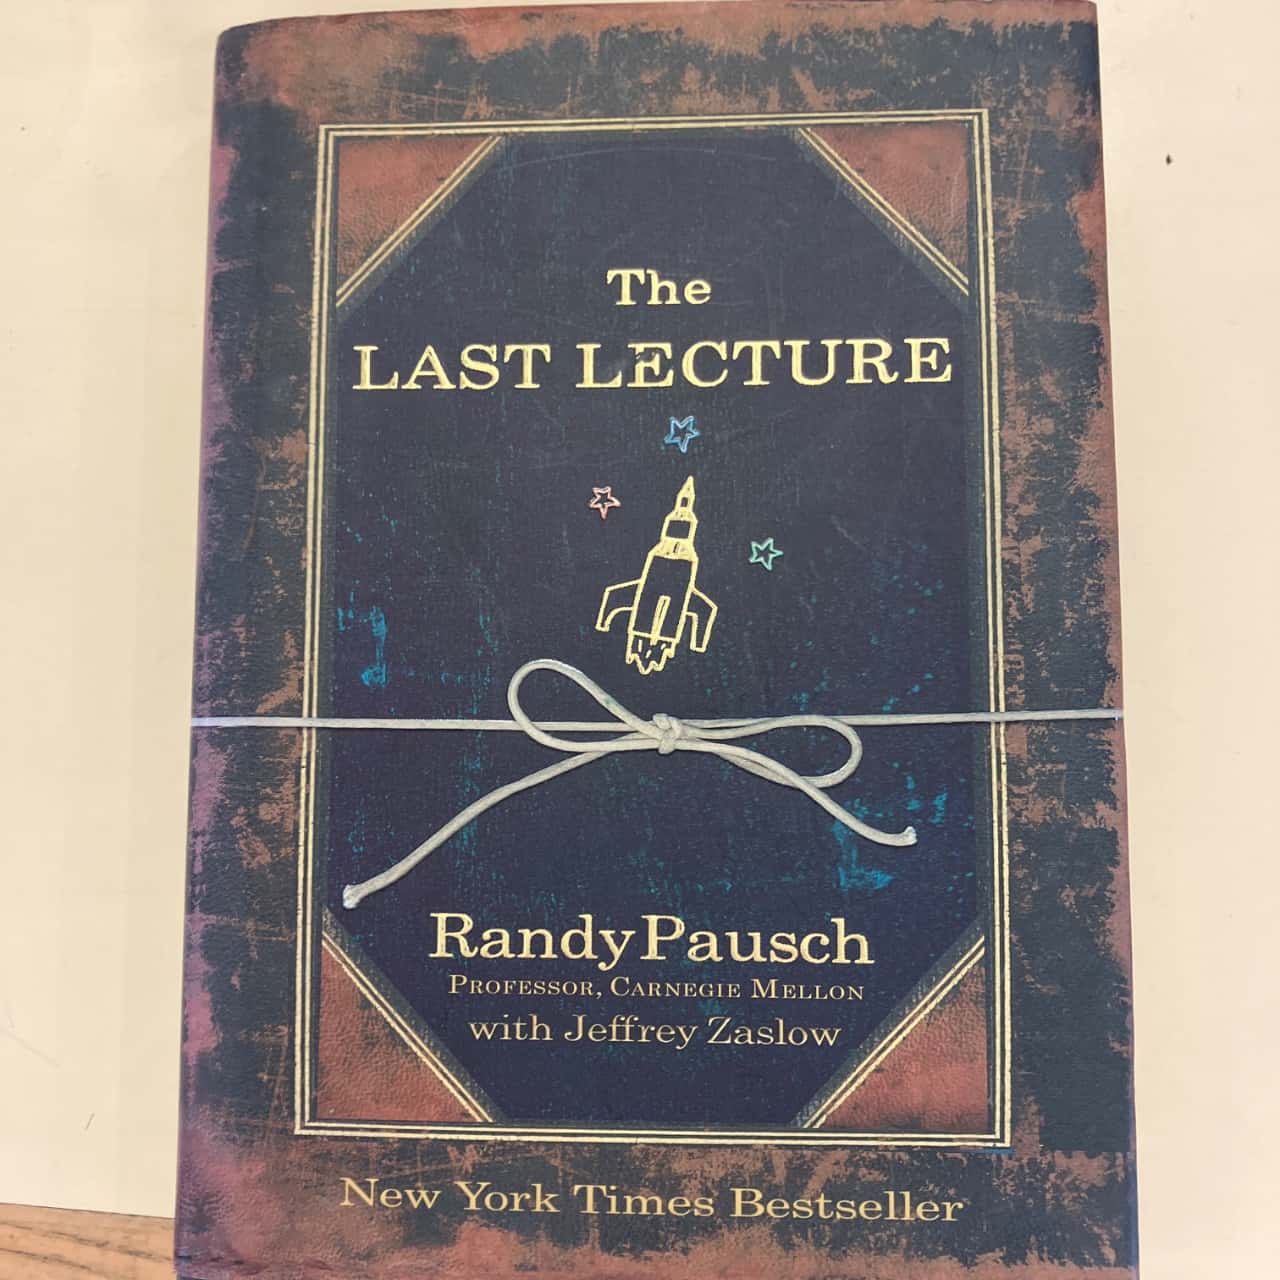 The
LAST LECTURE
Randy Pausch
PROFESSOR, CARNEGIE MELLON
with Jeffrey Zaslow
New York Times Bestseller